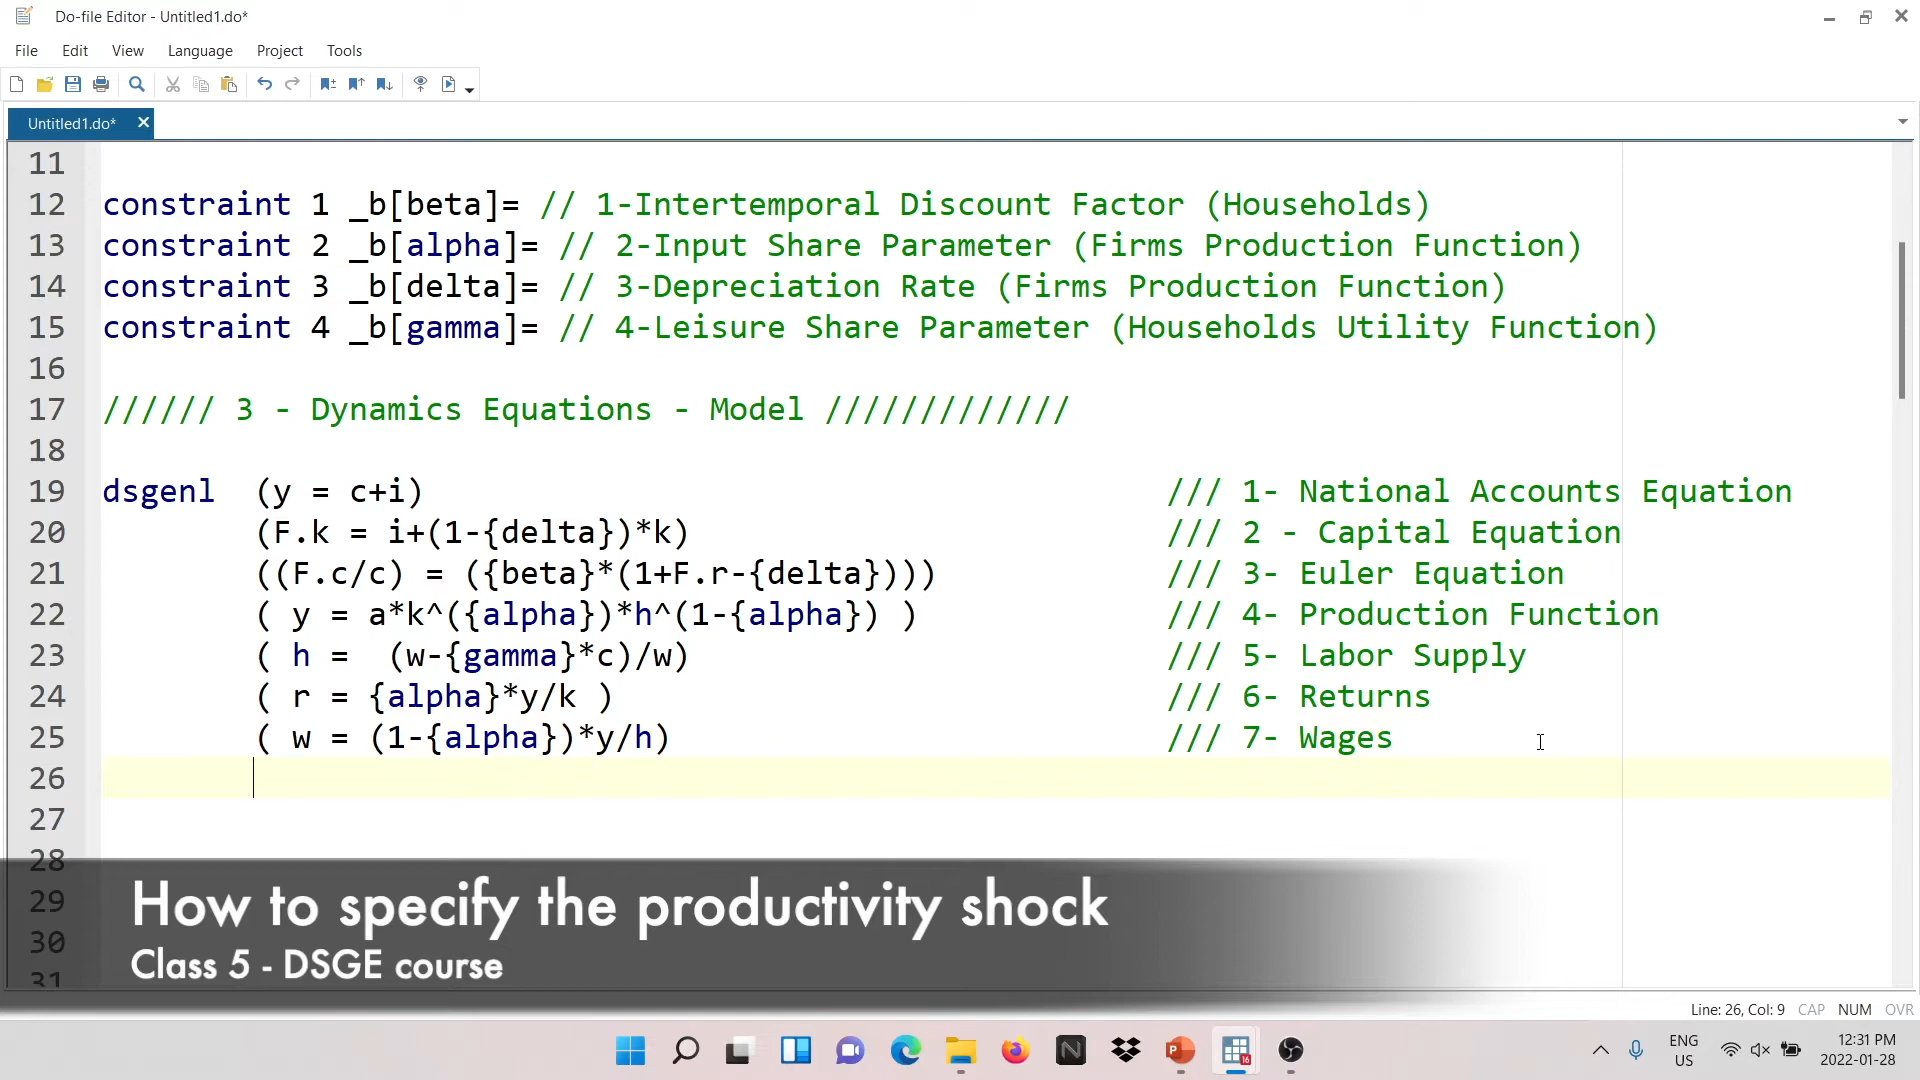 Do-file Editor - Untitled1.do*
File Edit View Language Project Tools
Untitled1.do*
11
12 constraint 1 _b[beta]= // 1-Intertemporal Discount Factor (Households)
13 constraint 2 _b[alpha]= // 2-Input Share Parameter (Firms Production Function)
14 constraint 3 _b[delta]= // 3-Depreciation Rate (Firms Production Function)
15 constraint 4 _b[gamma]= // 4-Leisure Share Parameter (Households Utility Function)
16
17 ////// 3 - Dynamics Equations - Model /////////////
18
19 dsgenl (y = c+i) /// 1- National Accounts Equation
20 (F.k = i+(1-{delta})*k) /// 2 - Capital Equation
21 ((F.c/c) = ({beta}*(1+F.r-{delta}))) /// 3- Euler Equation
22 ( y = a*k^({alpha})*h^(1-{alpha}) ) /// 4- Production Function
23 ( h = (w-{gamma}*c)/w) /// 5- Labor Supply
24 ( r = {alpha}*y/k ) /// 6- Returns
25 ( w = (1-{alpha})*y/h) /// 7- Wages
26
27
28
29
30
31
How to specify the productivity shock
Class 5 - DSGE course
Line: 26, Col: 9 CAP NUM OVR
ENG
US
12:31 PM
2022-01-28